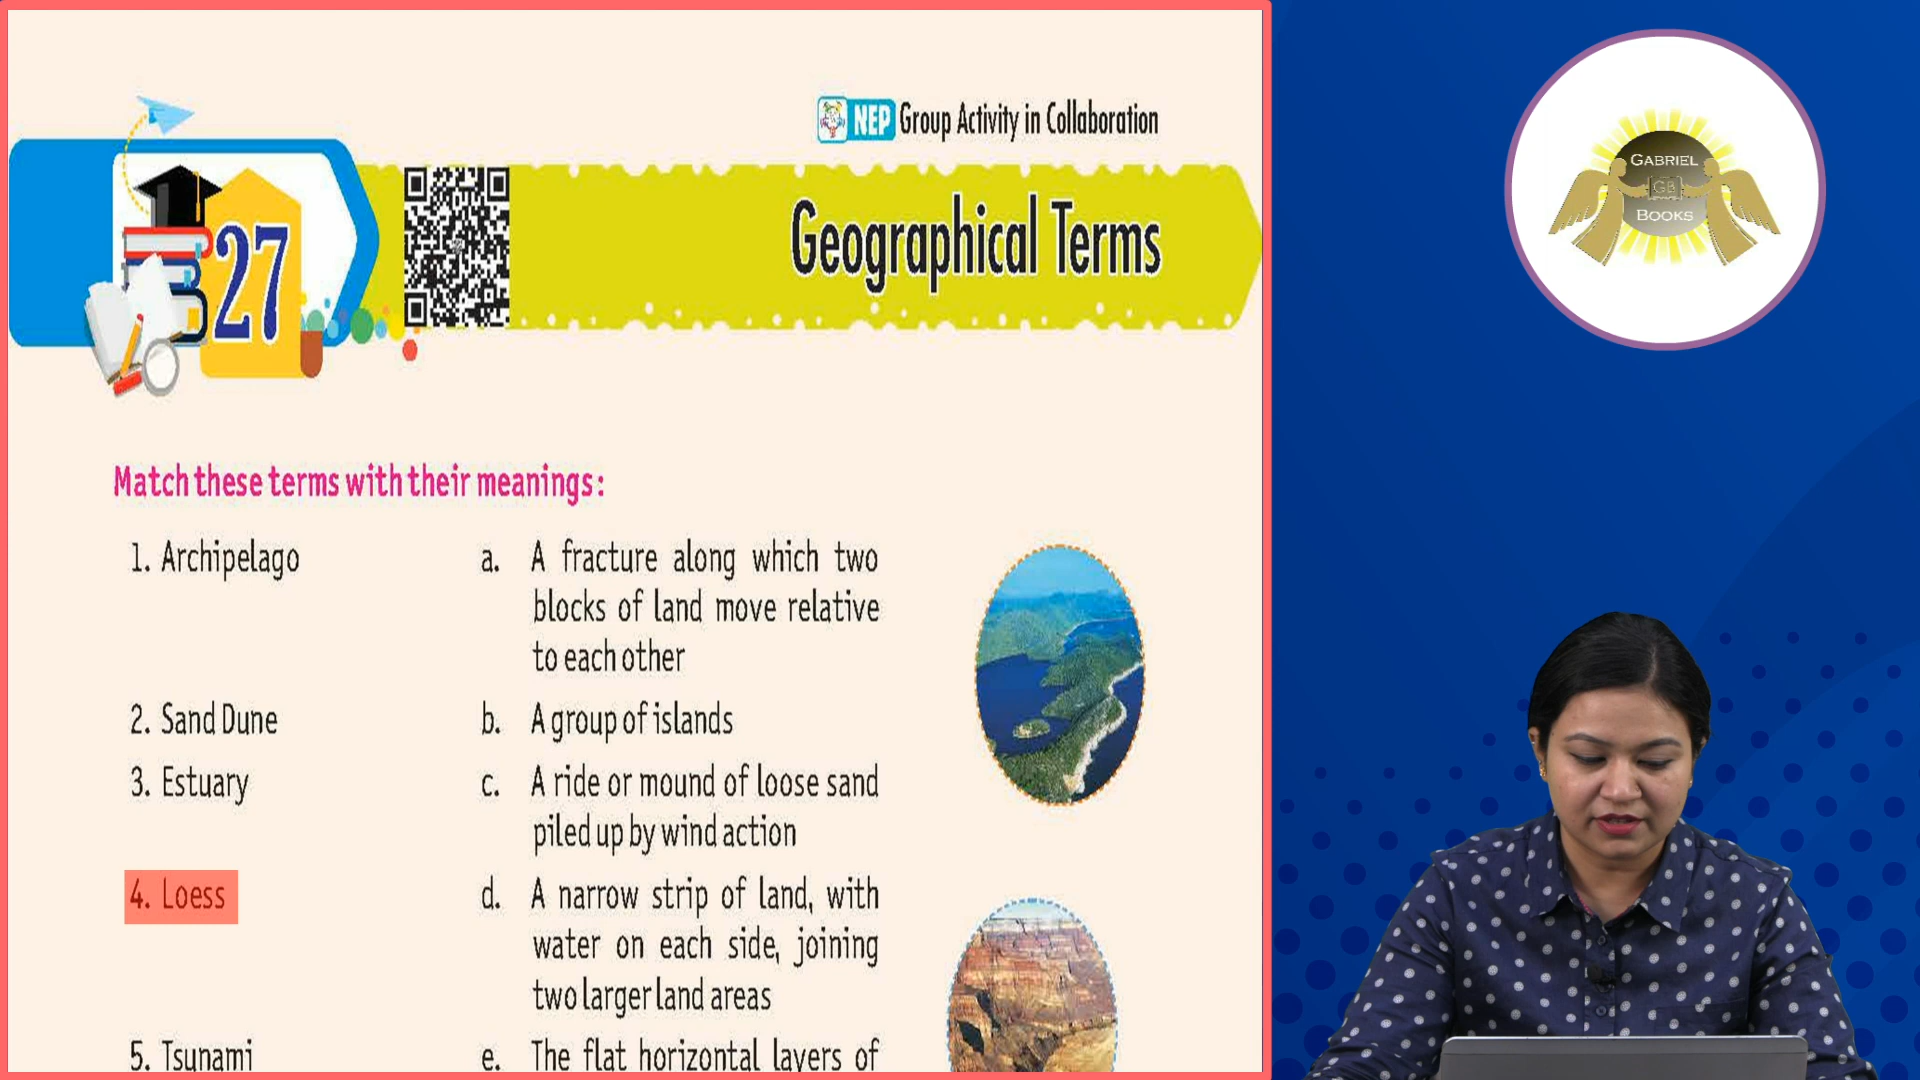 NEP Group Activity in Collaboration
27
Geographical Terms
Match these terms with their meanings:
1. Archipelago
a. A fracture along which two
blocks of land move relative
to each other
2. Sand Dune
b. A group of islands
3. Estuary
c. A ride or mound of loose sand
piled up by wind action
4. Loess
d. A narrow strip of land, with
water on each side, joining
two larger land areas
5. Tsunami
e. The flat horizontal layers of
GABRIEL
GB
BOOKS